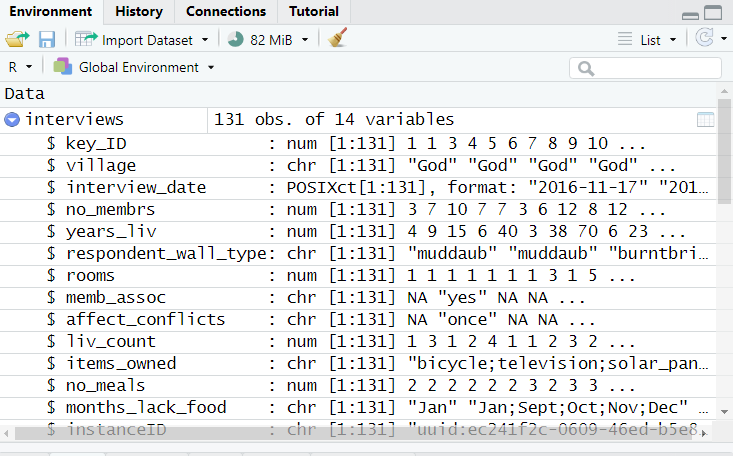 Environment History Connections Tutorial
Import Dataset 82 MiB List
R Global Environment
Data
interviews 131 obs. of 14 variables
$ key_ID : num [1:131] 1 1 3 4 5 6 7 8 9 10 ...
$ village : chr [1:131] "God" "God" "God" "God" ...
$ interview_date : POSIXct[1:131], format: "2016-11-17" "201…
$ no_membrs : num [1:131] 3 7 10 7 7 3 6 12 8 12 ...
$ years_liv : num [1:131] 4 9 15 6 40 3 38 70 6 23 ...
$ respondent_wall_type: chr [1:131] "muddaub" "muddaub" "burntbri…
$ rooms : num [1:131] 1 1 1 1 1 1 1 3 1 5 ...
$ memb_assoc : chr [1:131] NA "yes" NA NA ...
$ affect_conflicts : chr [1:131] NA "once" NA NA ...
$ liv_count : num [1:131] 1 3 1 2 4 1 1 2 3 2 ...
$ items_owned : chr [1:131] "bicycle;television;solar_pan…
$ no_meals : num [1:131] 2 2 2 2 2 2 3 2 3 3 ...
$ months_lack_food : chr [1:131] "Jan" "Jan;Sept;Oct;Nov;Dec" …
$ instanceID : chr [1:131] "uuid:ec241f2c-0609-46ed-b5e8…